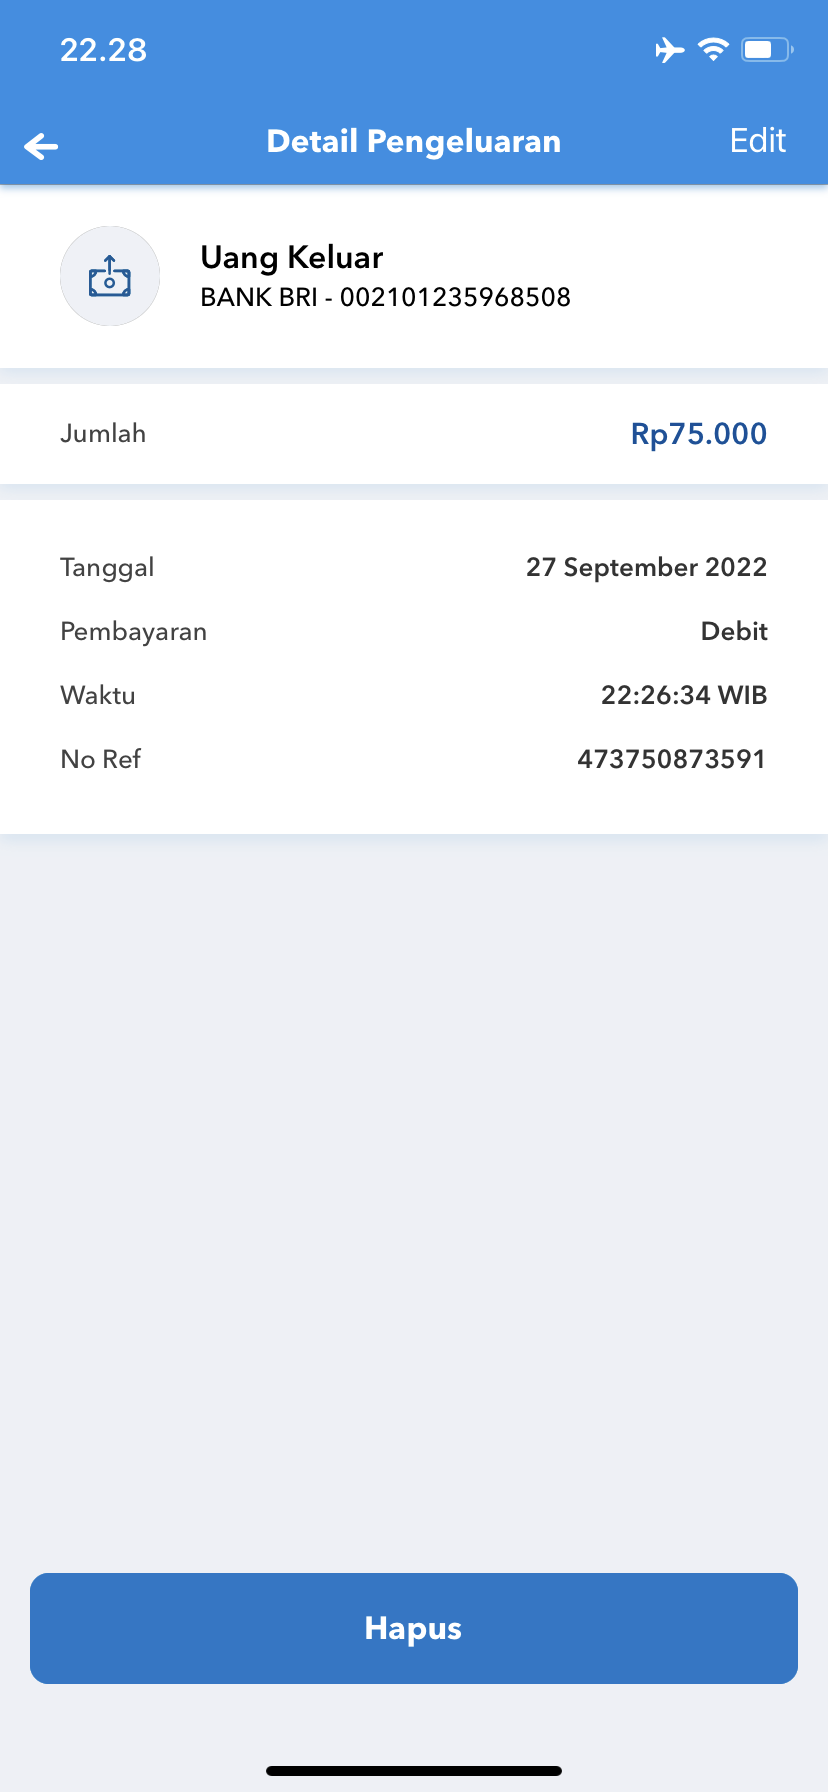 22.28
Detail Pengeluaran
Edit
Uang Keluar
BANK BRI - 002101235968508
Jumlah
Rp75.000
Tanggal
27 September 2022
Pembayaran
Debit
Waktu
22:26:34 WIB
No Ref
473750873591
Hapus